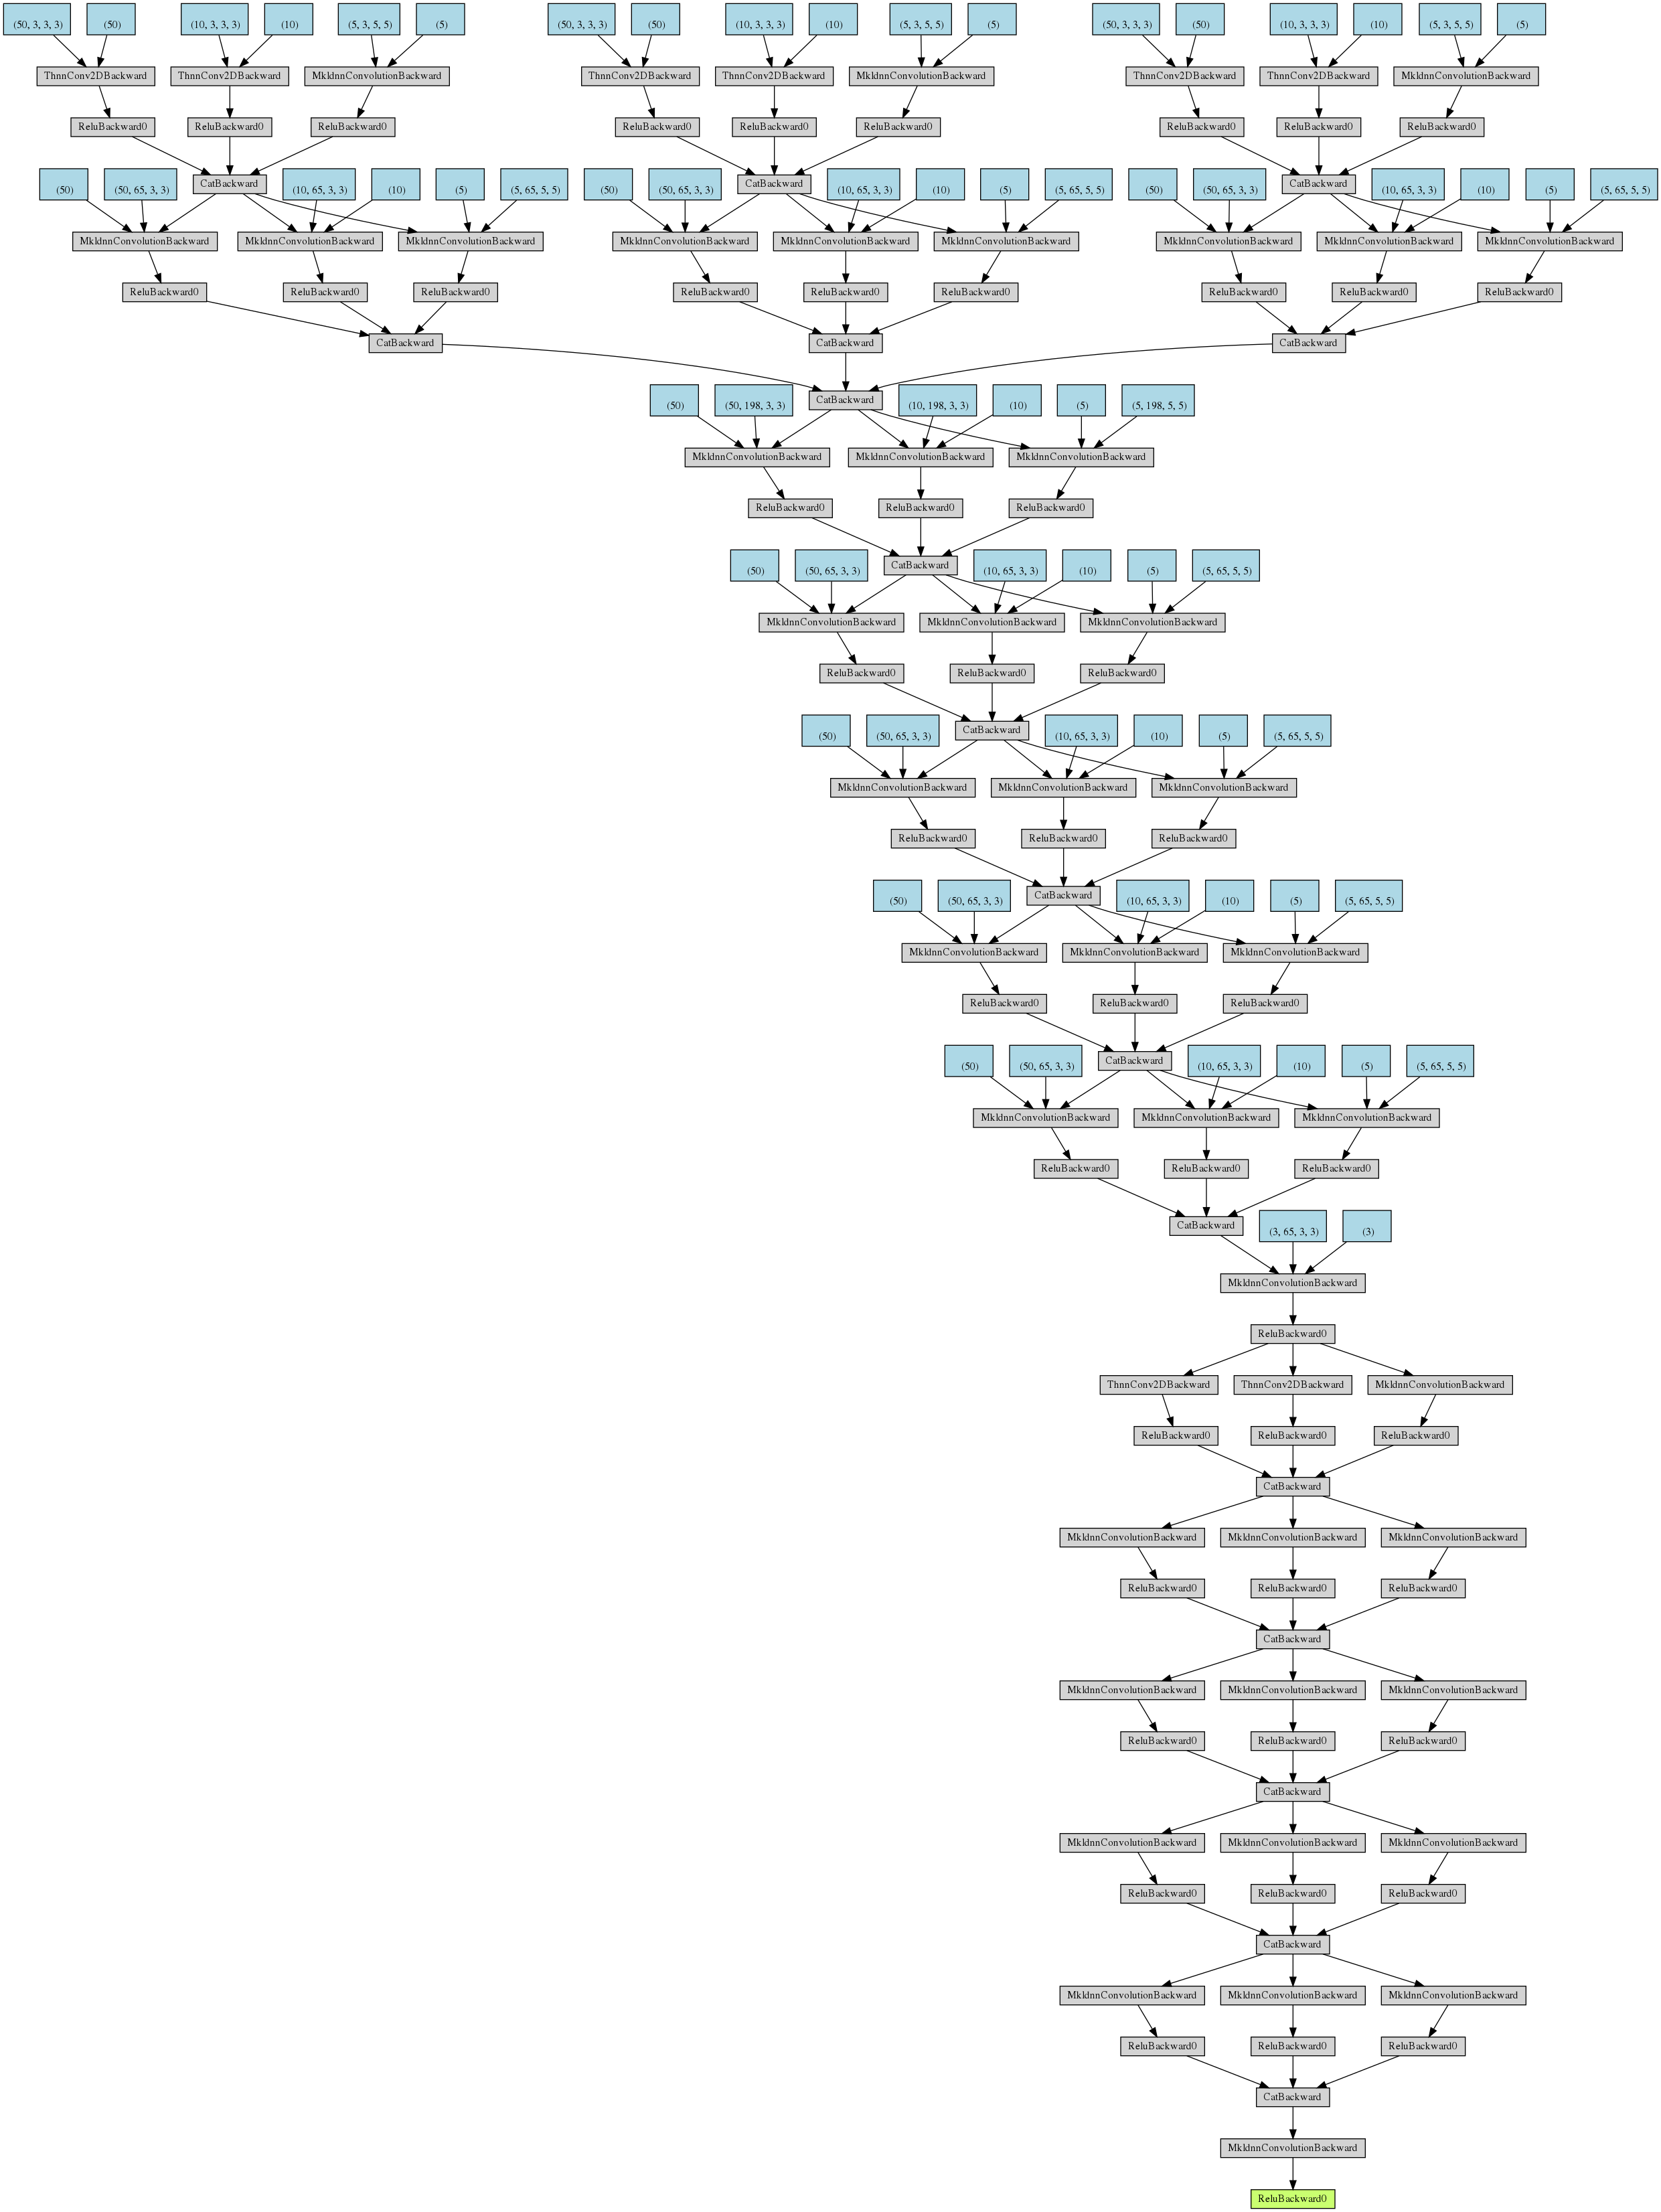 (50, 3, 3, 3) (50) (10, 3, 3, 3) (10) (5, 3, 5, 5) (5) (50, 3, 3, 3) (50) (10, 3, 3, 3) (10) (5, 3, 5, 5) (5) (50, 3, 3, 3) (50) (10, 3, 3, 3) (10) (5, 3, 5, 5) (5)
ThnnConv2DBackward ThnnConv2DBackward MkldnnConvolutionBackward ThnnConv2DBackward ThnnConv2DBackward MkldnnConvolutionBackward ThnnConv2DBackward ThnnConv2DBackward MkldnnConvolutionBackward
ReluBackward0 ReluBackward0 ReluBackward0 ReluBackward0 ReluBackward0 ReluBackward0 ReluBackward0 ReluBackward0 ReluBackward0
CatBackward CatBackward CatBackward
(50) (50, 65, 3, 3) (10, 65, 3, 3) (10) (5) (5, 65, 5, 5) (50) (50, 65, 3, 3) (10, 65, 3, 3) (10) (5) (5, 65, 5, 5) (50) (50, 65, 3, 3) (10, 65, 3, 3) (10) (5) (5, 65, 5, 5)
MkldnnConvolutionBackward MkldnnConvolutionBackward MkldnnConvolutionBackward MkldnnConvolutionBackward MkldnnConvolutionBackward MkldnnConvolutionBackward MkldnnConvolutionBackward MkldnnConvolutionBackward MkldnnConvolutionBackward
ReluBackward0 ReluBackward0 ReluBackward0 ReluBackward0 ReluBackward0 ReluBackward0 ReluBackward0 ReluBackward0 ReluBackward0
CatBackward CatBackward CatBackward
CatBackward
(50) (50, 198, 3, 3) (10, 198, 3, 3) (10) (5) (5, 198, 5, 5)
MkldnnConvolutionBackward MkldnnConvolutionBackward MkldnnConvolutionBackward
ReluBackward0 ReluBackward0 ReluBackward0
CatBackward
(50) (50, 65, 3, 3) (10, 65, 3, 3) (10) (5) (5, 65, 5, 5)
MkldnnConvolutionBackward MkldnnConvolutionBackward MkldnnConvolutionBackward
ReluBackward0 ReluBackward0 ReluBackward0
CatBackward
(50) (50, 65, 3, 3) (10, 65, 3, 3) (10) (5) (5, 65, 5, 5)
MkldnnConvolutionBackward MkldnnConvolutionBackward MkldnnConvolutionBackward
ReluBackward0 ReluBackward0 ReluBackward0
CatBackward
(50) (50, 65, 3, 3) (10, 65, 3, 3) (10) (5) (5, 65, 5, 5)
MkldnnConvolutionBackward MkldnnConvolutionBackward MkldnnConvolutionBackward
ReluBackward0 ReluBackward0 ReluBackward0
CatBackward
(50) (50, 65, 3, 3) (10, 65, 3, 3) (10) (5) (5, 65, 5, 5)
MkldnnConvolutionBackward MkldnnConvolutionBackward MkldnnConvolutionBackward
ReluBackward0 ReluBackward0 ReluBackward0
CatBackward
(3, 65, 3, 3) (3)
MkldnnConvolutionBackward
ReluBackward0
ThnnConv2DBackward ThnnConv2DBackward MkldnnConvolutionBackward
ReluBackward0 ReluBackward0 ReluBackward0
CatBackward
MkldnnConvolutionBackward MkldnnConvolutionBackward MkldnnConvolutionBackward
ReluBackward0 ReluBackward0 ReluBackward0
CatBackward
MkldnnConvolutionBackward MkldnnConvolutionBackward MkldnnConvolutionBackward
ReluBackward0 ReluBackward0 ReluBackward0
CatBackward
MkldnnConvolutionBackward MkldnnConvolutionBackward MkldnnConvolutionBackward
ReluBackward0 ReluBackward0 ReluBackward0
CatBackward
MkldnnConvolutionBackward MkldnnConvolutionBackward MkldnnConvolutionBackward
ReluBackward0 ReluBackward0 ReluBackward0
CatBackward
MkldnnConvolutionBackward
ReluBackward0